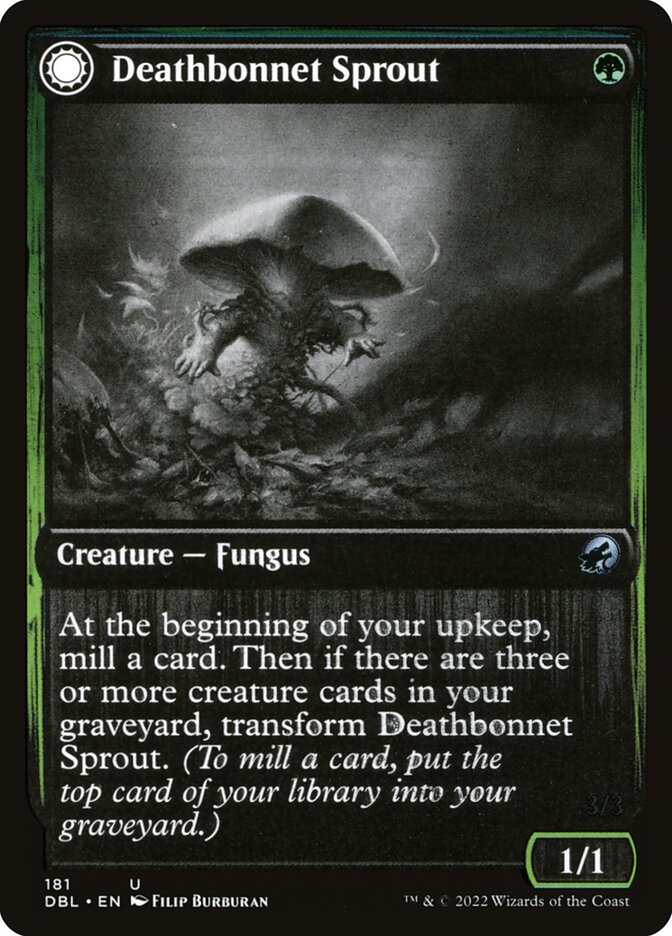 Deathbonnet Sprout
Creature — Fungus
At the beginning of your upkeep,
mill a card. Then if there are three
or more creature cards in your
graveyard, transform Deathbonnet
Sprout. (To mill a card, put the
top card of your library into your
graveyard.)
3/3
1/1
181 U
DBL • EN Filip Burburan
™ & © 2022 Wizards of the Coast